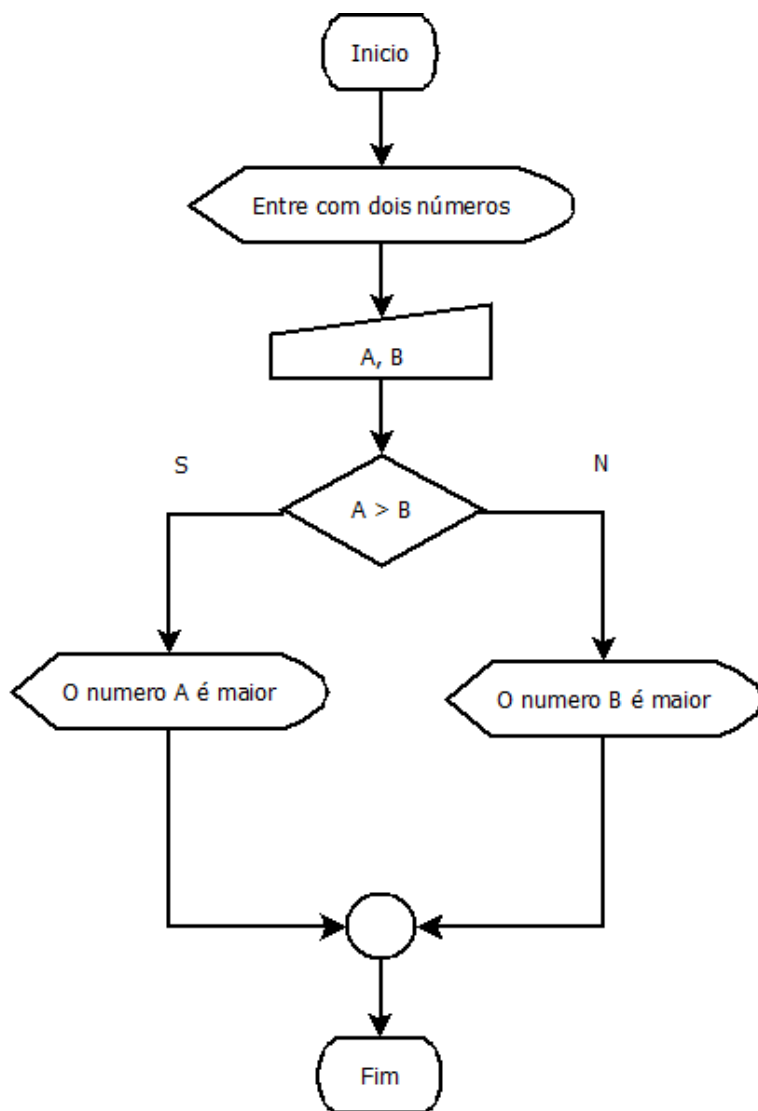 Inicio
Entre com dois números
A, B
S
N
A > B
O numero A é maior
O numero B é maior
Fim